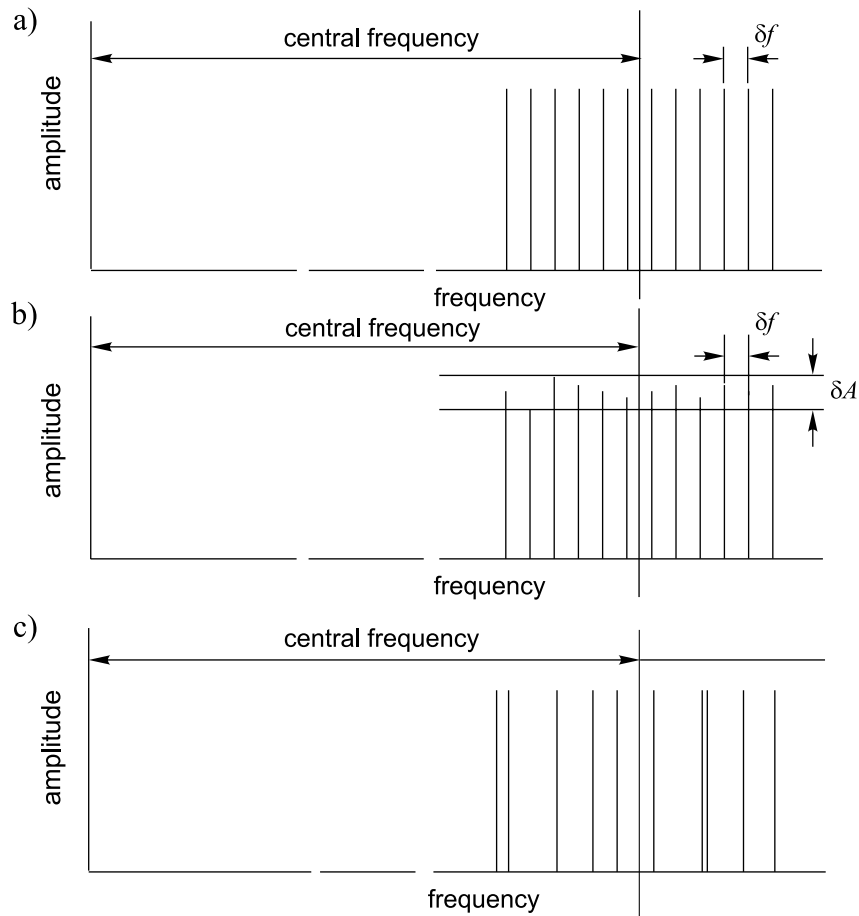 a)
central frequency
δf
amplitude
frequency
b)
central frequency
δf
δA
amplitude
frequency
c)
central frequency
amplitude
frequency